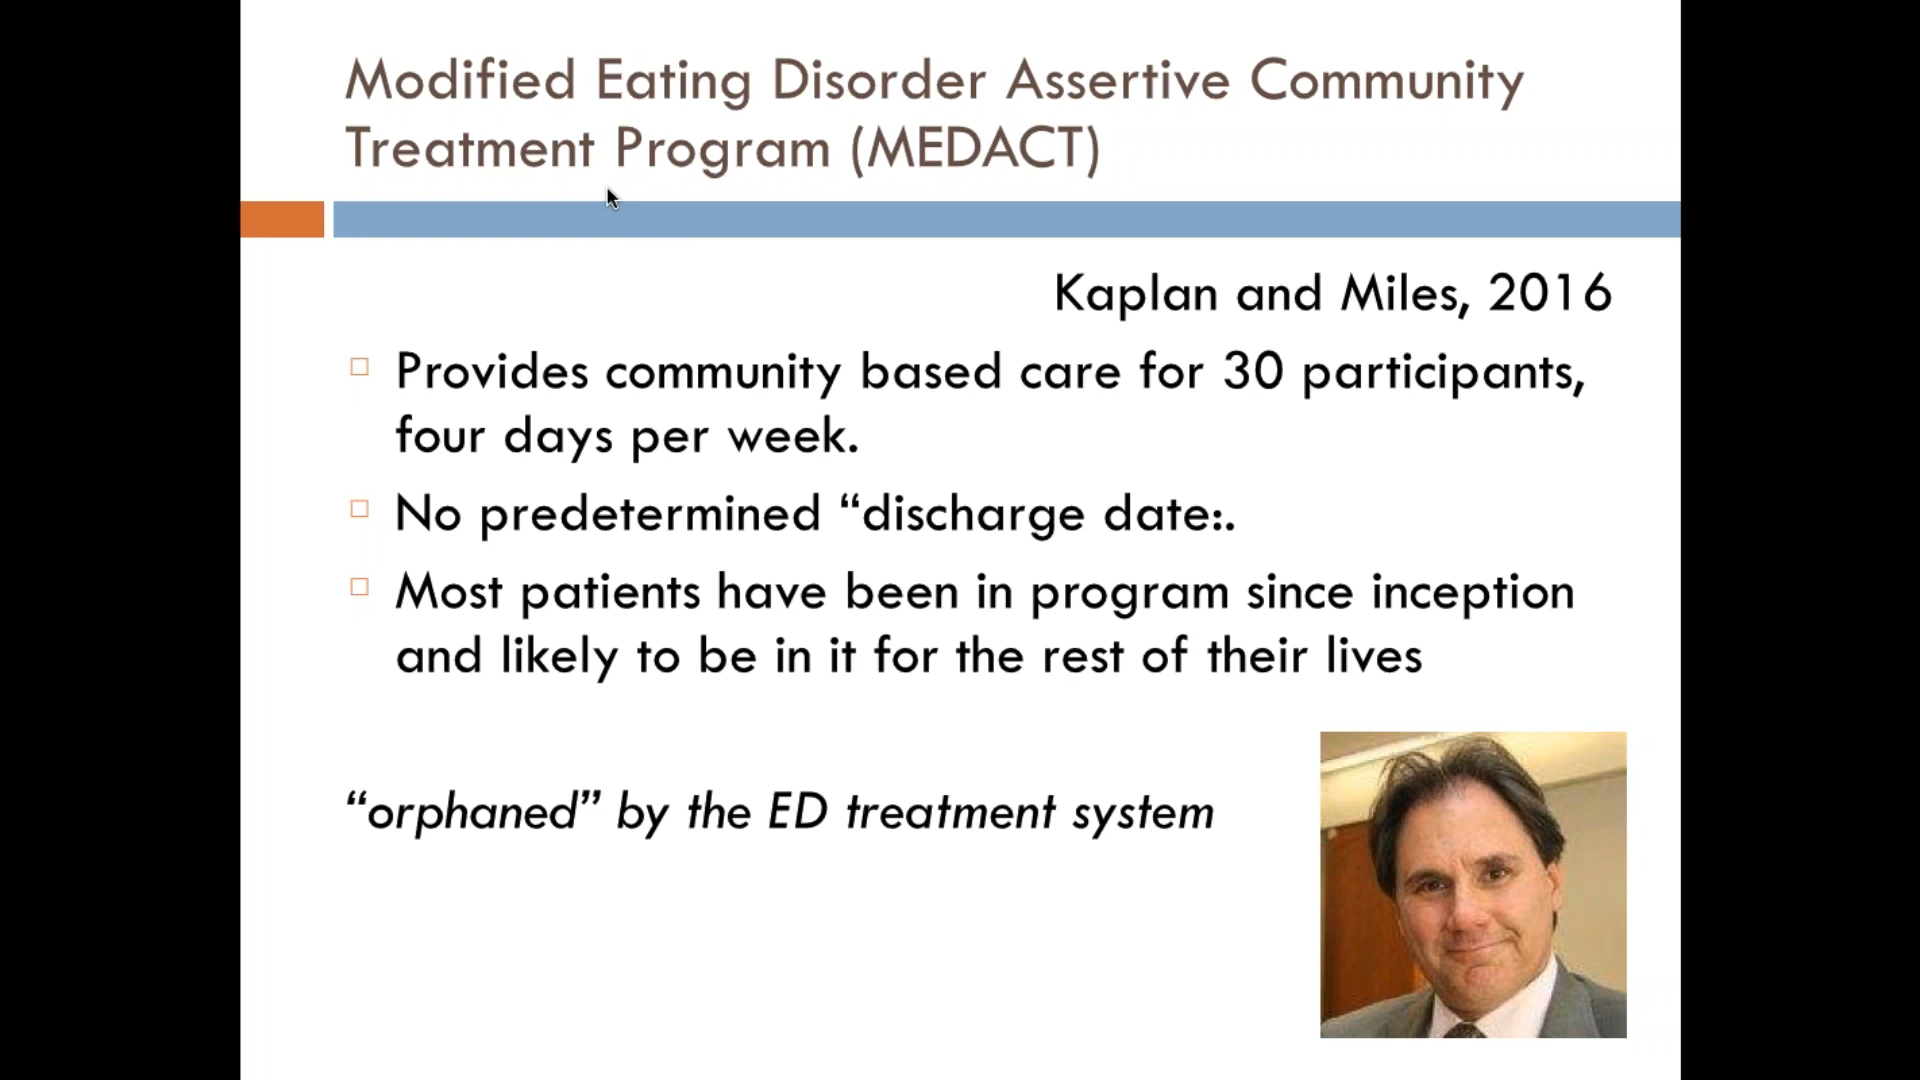 Modified Eating Disorder Assertive Community
Treatment Program (MEDACT)
Kaplan and Miles, 2016
Provides community based care for 30 participants,
four days per week.
No predetermined “discharge date:.
Most patients have been in program since inception
and likely to be in it for the rest of their lives
“orphaned” by the ED treatment system